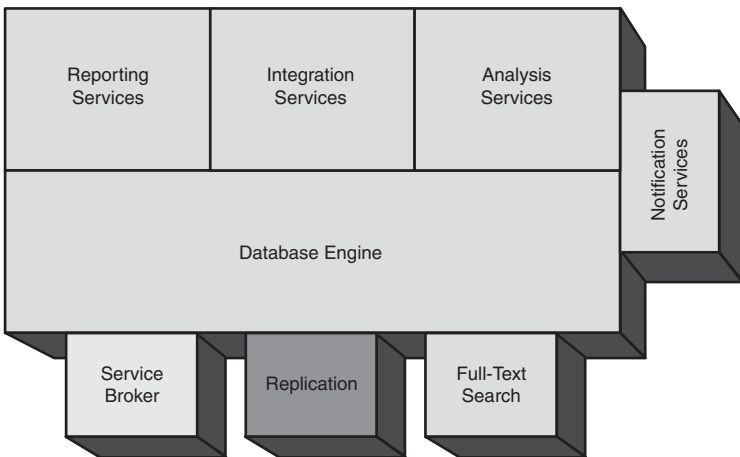 Reporting
Services
Integration
Services
Analysis
Services
Notification
Services
Database Engine
Service
Broker
Replication
Full-Text
Search